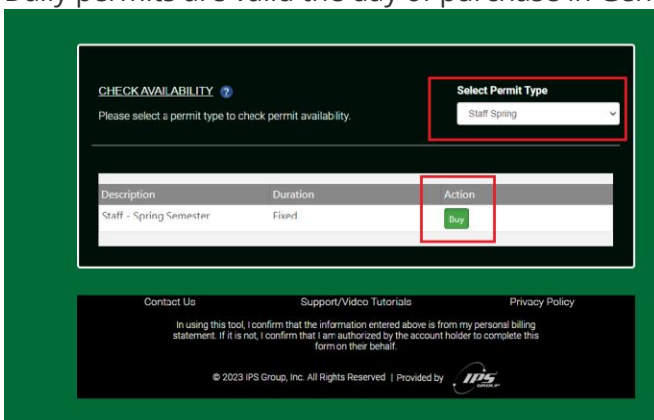 Daily permits are valid the day of purchase in Gen
CHECK AVAILABILITY ?
Select Permit Type
Please select a permit type to check permit availability.
Staff Spring
Description Duration Action
Staff - Spring Semester Fixed Buy
Contact Us Support/Video Tutorials Privacy Policy
In using this tool, I confirm that the information entered above is from my personal billing
statement. If it is not, I confirm that I am authorized by the account holder to complete this
form on their behalf.
© 2023 IPS Group, Inc. All Rights Reserved | Provided by IPS GROUP